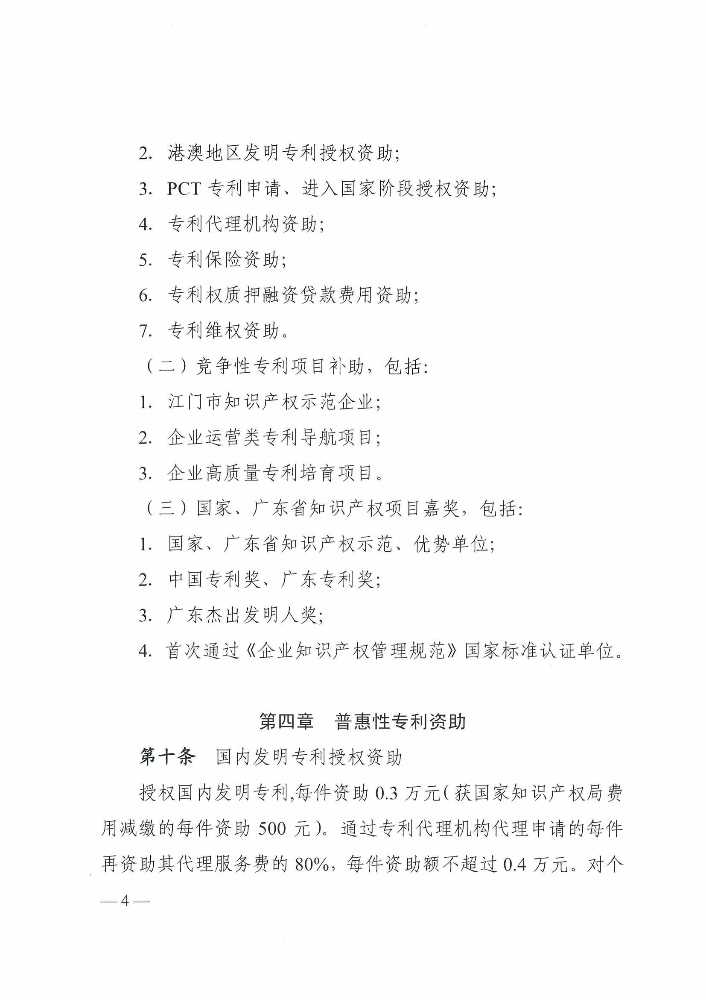 2. 港澳地区发明专利授权资助;
3. PCT 专利申请、进入国家阶段授权资助;
4. 专利代理机构资助;
5. 专利保险资助;
6. 专利权质押融资贷款费用资助;
7. 专利维权资助。
（二）竞争性专利项目补助，包括:
1. 江门市知识产权示范企业;
2. 企业运营类专利导航项目;
3. 企业高质量专利培育项目。
（三）国家、广东省知识产权项目嘉奖，包括:
1. 国家、广东省知识产权示范、优势单位;
2. 中国专利奖、广东专利奖;
3. 广东杰出发明人奖;
4. 首次通过《企业知识产权管理规范》国家标准认证单位。
第四章 普惠性专利资助
第十条 国内发明专利授权资助
授权国内发明专利,每件资助 0.3 万元（获国家知识产权局费
用减缴的每件资助 500 元）。通过专利代理机构代理申请的每件
再资助其代理服务费的 80%，每件资助额不超过 0.4 万元。对个
— 4 —